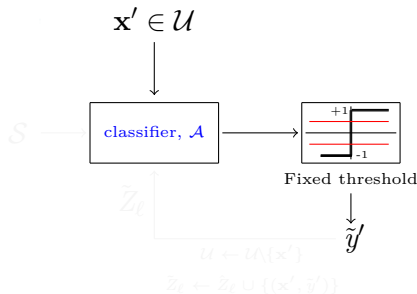 x′ ∈ 𝒰
classifier, 𝒜
+1
-1
Fixed threshold
𝒮
Z̃ℓ
ỹ′
𝒰 ← 𝒰\{x′}
Z̃ℓ ← Z̃ℓ ∪ {(x′, ỹ′)}